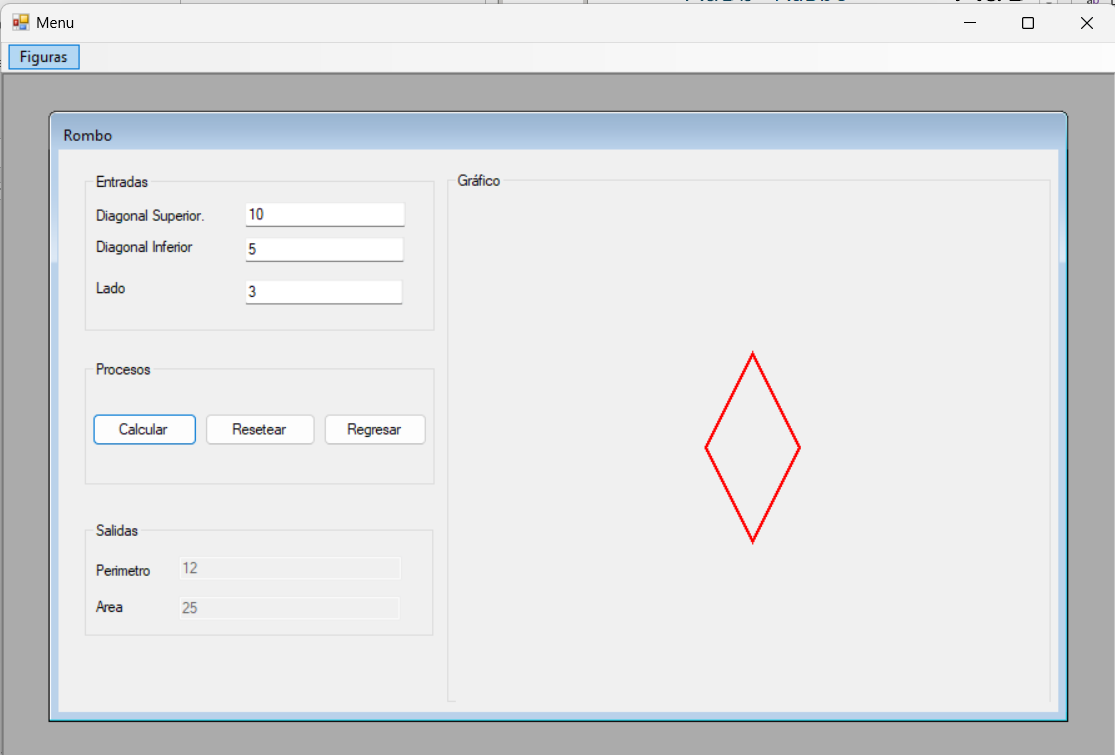 Menu
Figuras
Rombo
Entradas
Diagonal Superior. 10
Diagonal Inferior 5
Lado 3
Procesos
Calcular Resetear Regresar
Salidas
Perimetro 12
Area 25
Gráfico